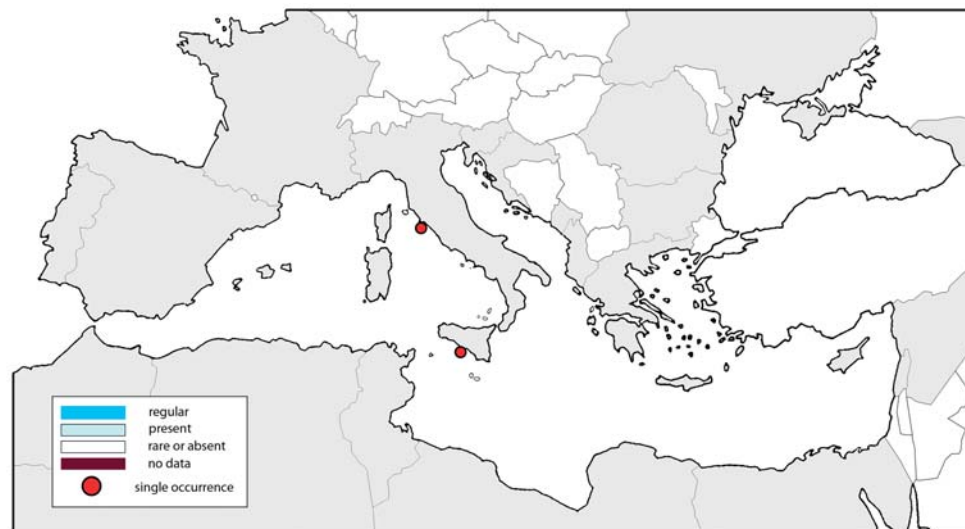 regular
present
rare or absent
no data
single occurrence